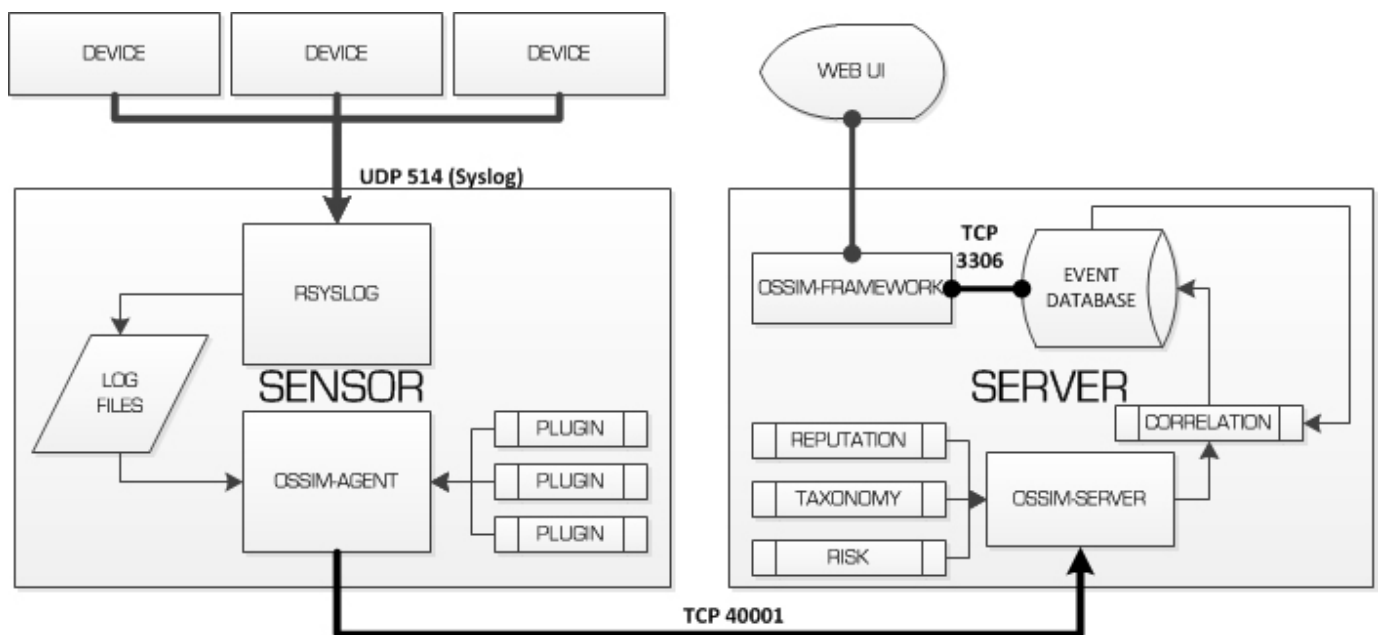 DEVICE
DEVICE
DEVICE
WEB UI
UDP 514 (Syslog)
RSYSLOG
LOG
FILES
SENSOR
OSSIM-AGENT
PLUGIN
PLUGIN
PLUGIN
TCP
3306
OSSIM-FRAMEWORK
EVENT
DATABASE
SERVER
CORRELATION
REPUTATION
TAXONOMY
RISK
OSSIM-SERVER
TCP 40001